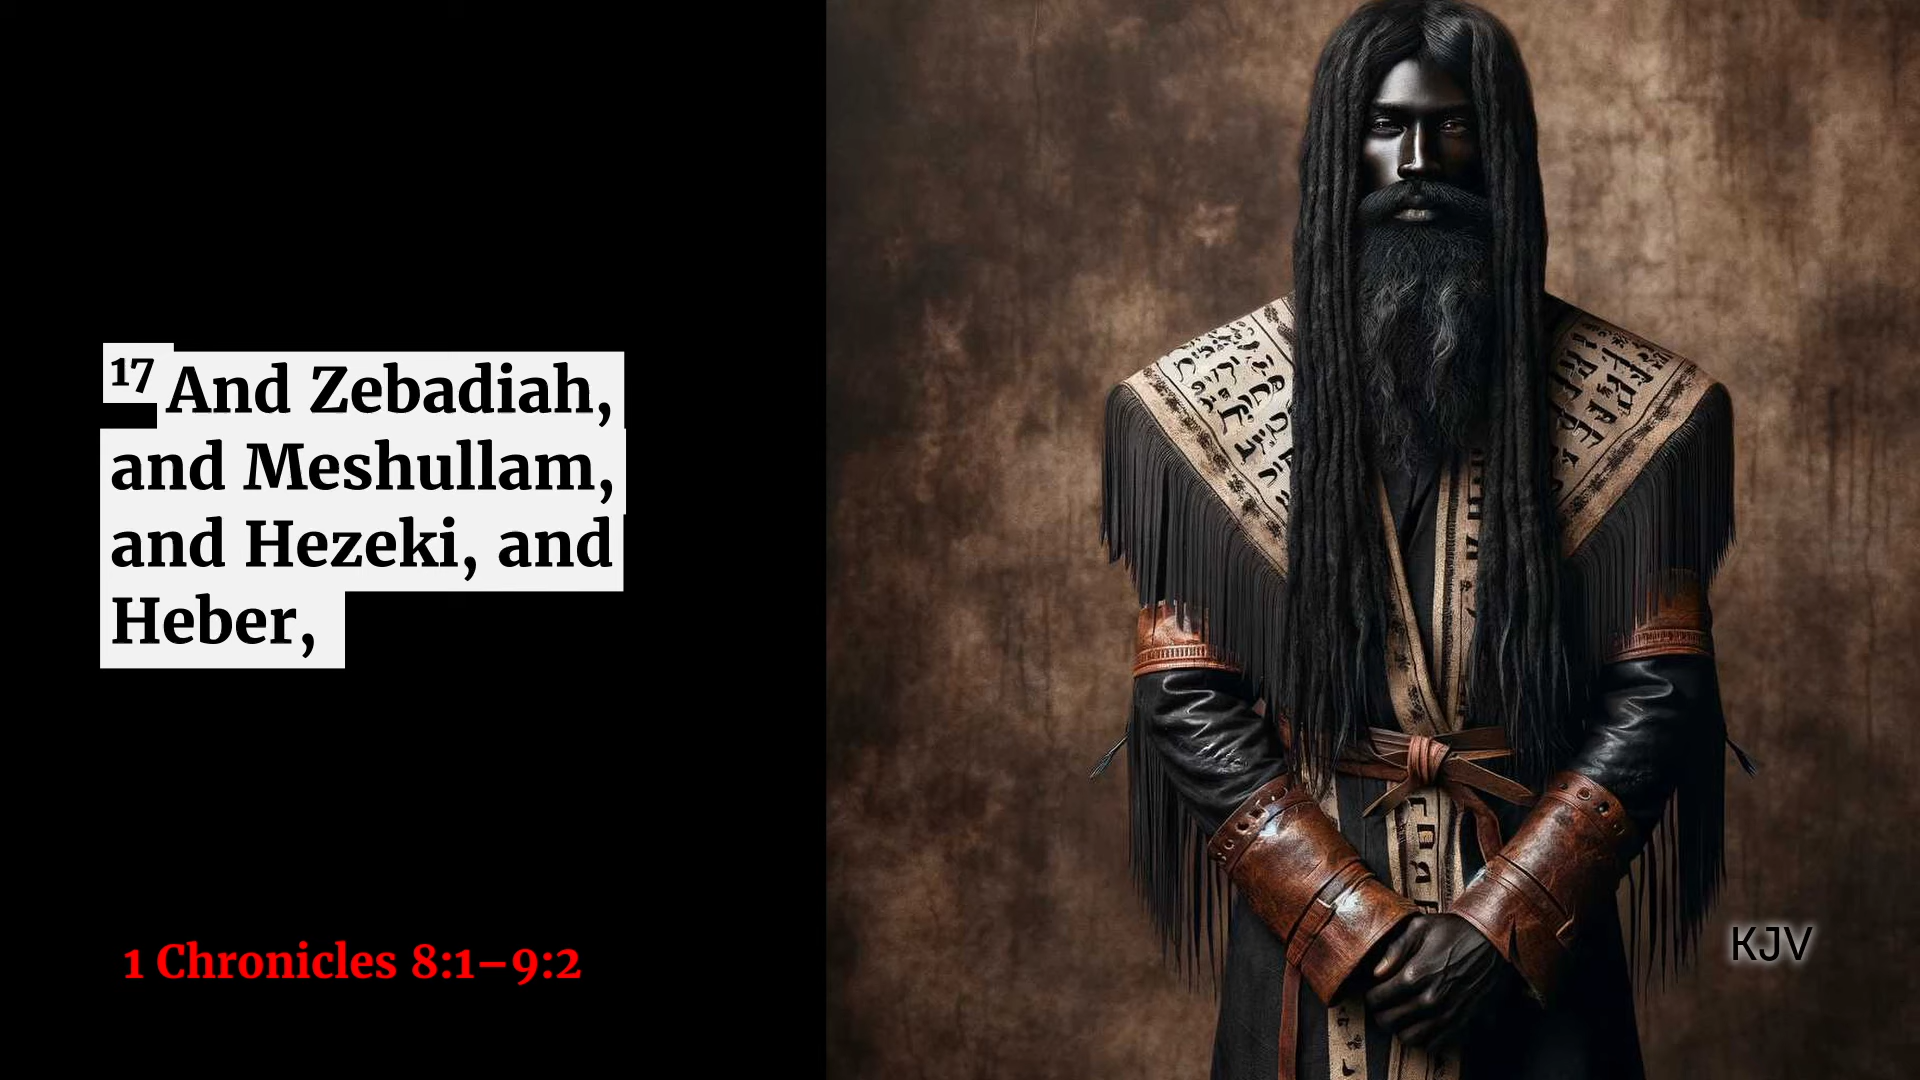 17 And Zebadiah,
and Meshullam,
and Hezeki, and
Heber,
1 Chronicles 8:1–9:2
KJV